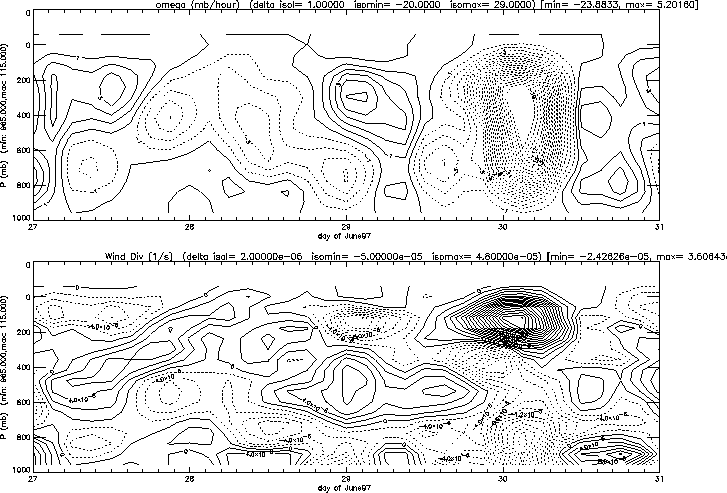 omega (mb/hour) (delta isol= 1.00000 isomin= -20.0000 isomax= 29.0000) [min= -23.8833, max= 5.20160]
P (mb) (min: 965.000,max: 115.000)
0
200
400
600
800
1000
27 28 29 30 31
day of June97
Wind Div [1/s] (delta isol= 2.00000e-06 isomin= -5.00000e-05 isomax= 4.80000e-05) [min= -2.42626e-05, max= 3.60643
P (mb) (min: 965.000,max: 115.000)
0
200
400
600
800
1000
27 28 29 30 31
day of June97